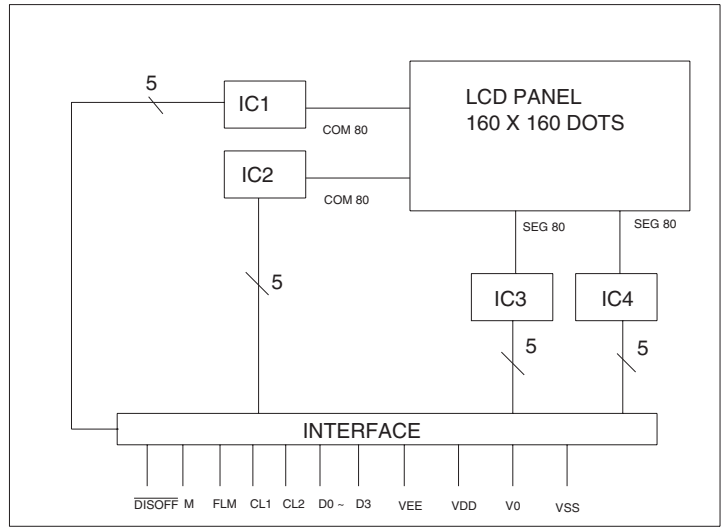 5
IC1
LCD PANEL
160 X 160 DOTS
COM 80
IC2
COM 80
SEG 80
SEG 80
5
IC3
IC4
5
5
INTERFACE
DISOFF M FLM CL1 CL2 D0 ~ D3 VEE VDD V0 VSS